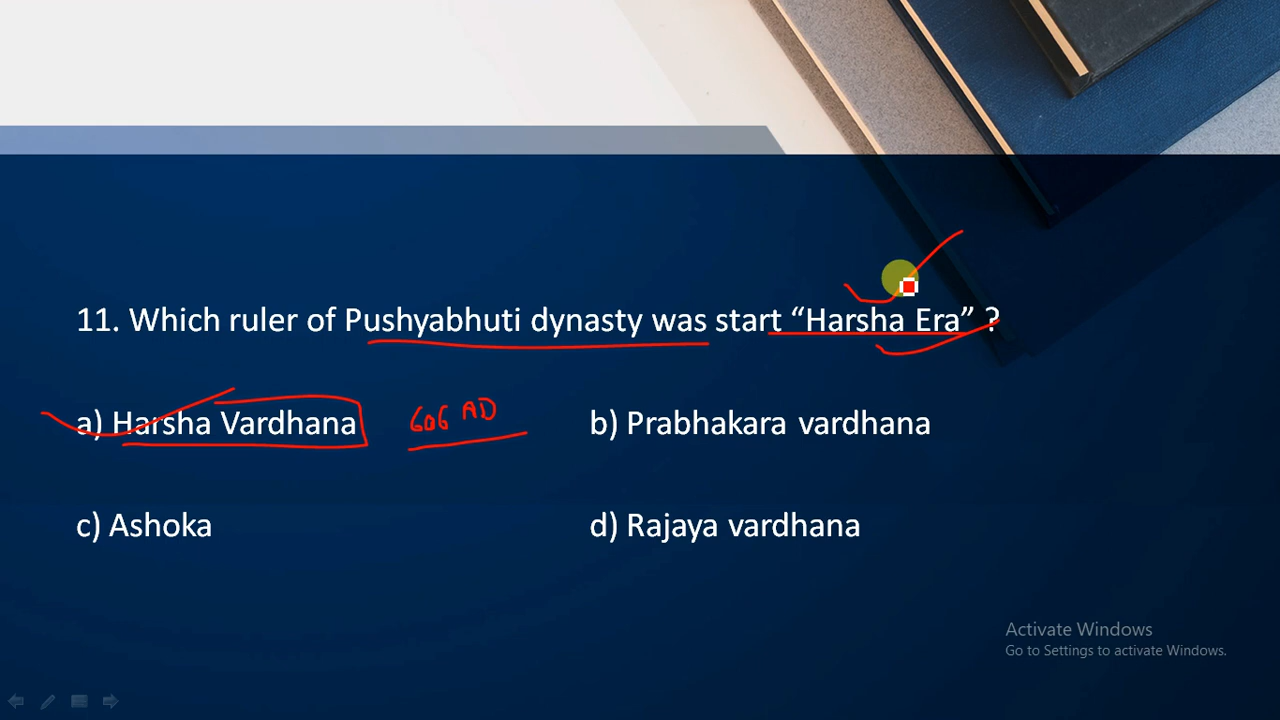 11. Which ruler of Pushyabhuti dynasty was start “Harsha Era” ?
a) Harsha Vardhana 606 AD b) Prabhakara vardhana
c) Ashoka d) Rajaya vardhana
Activate Windows
Go to Settings to activate Windows.